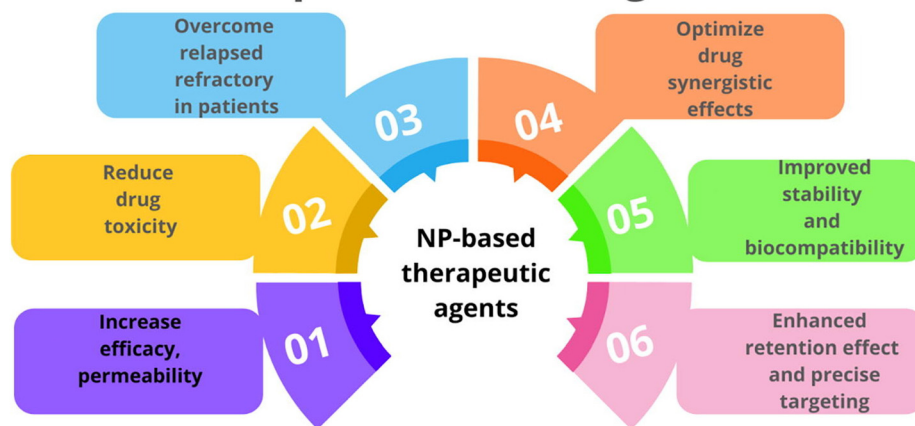 Overcome
relapsed
refractory
in patients
03
Optimize
drug
synergistic
effects
04
Reduce
drug
toxicity
02
Improved
stability
and
biocompatibility
05
NP-based
therapeutic
agents
Increase
efficacy,
permeability
01
Enhanced
retention effect
and precise
targeting
06